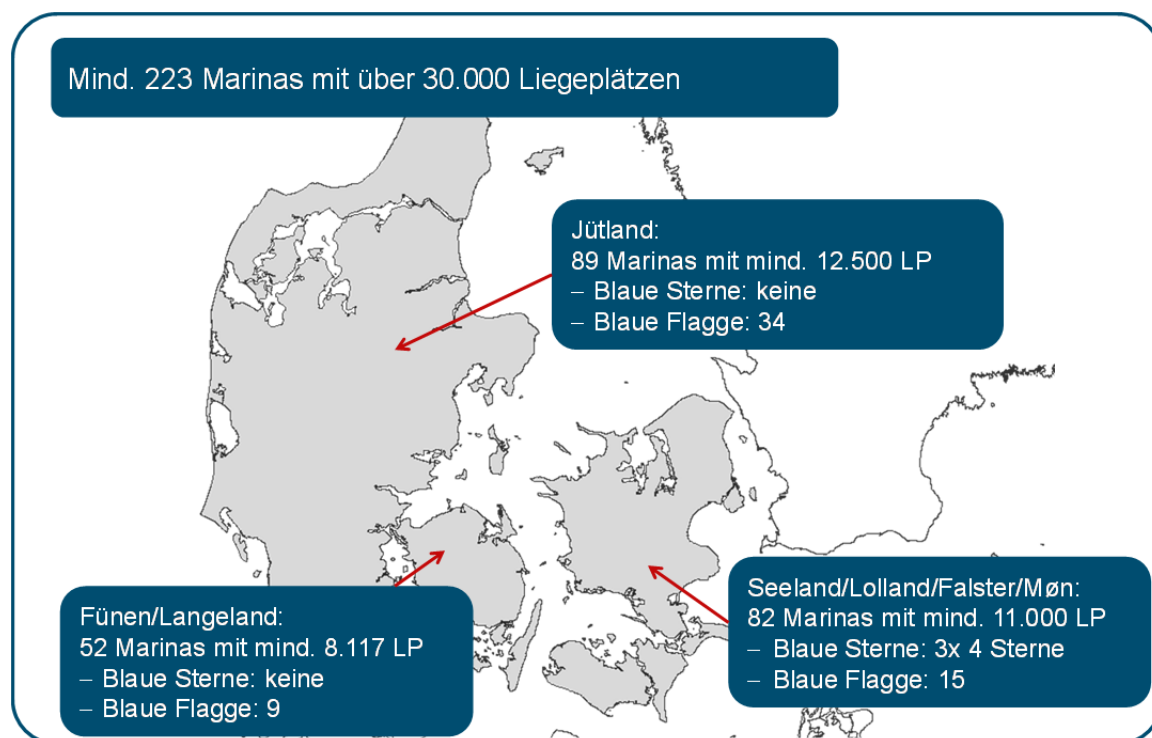 Mind. 223 Marinas mit über 30.000 Liegeplätzen
Jütland:
89 Marinas mit mind. 12.500 LP
– Blaue Sterne: keine
– Blaue Flagge: 34
Fünen/Langeland:
52 Marinas mit mind. 8.117 LP
– Blaue Sterne: keine
– Blaue Flagge: 9
Seeland/Lolland/Falster/Møn:
82 Marinas mit mind. 11.000 LP
– Blaue Sterne: 3x 4 Sterne
– Blaue Flagge: 15